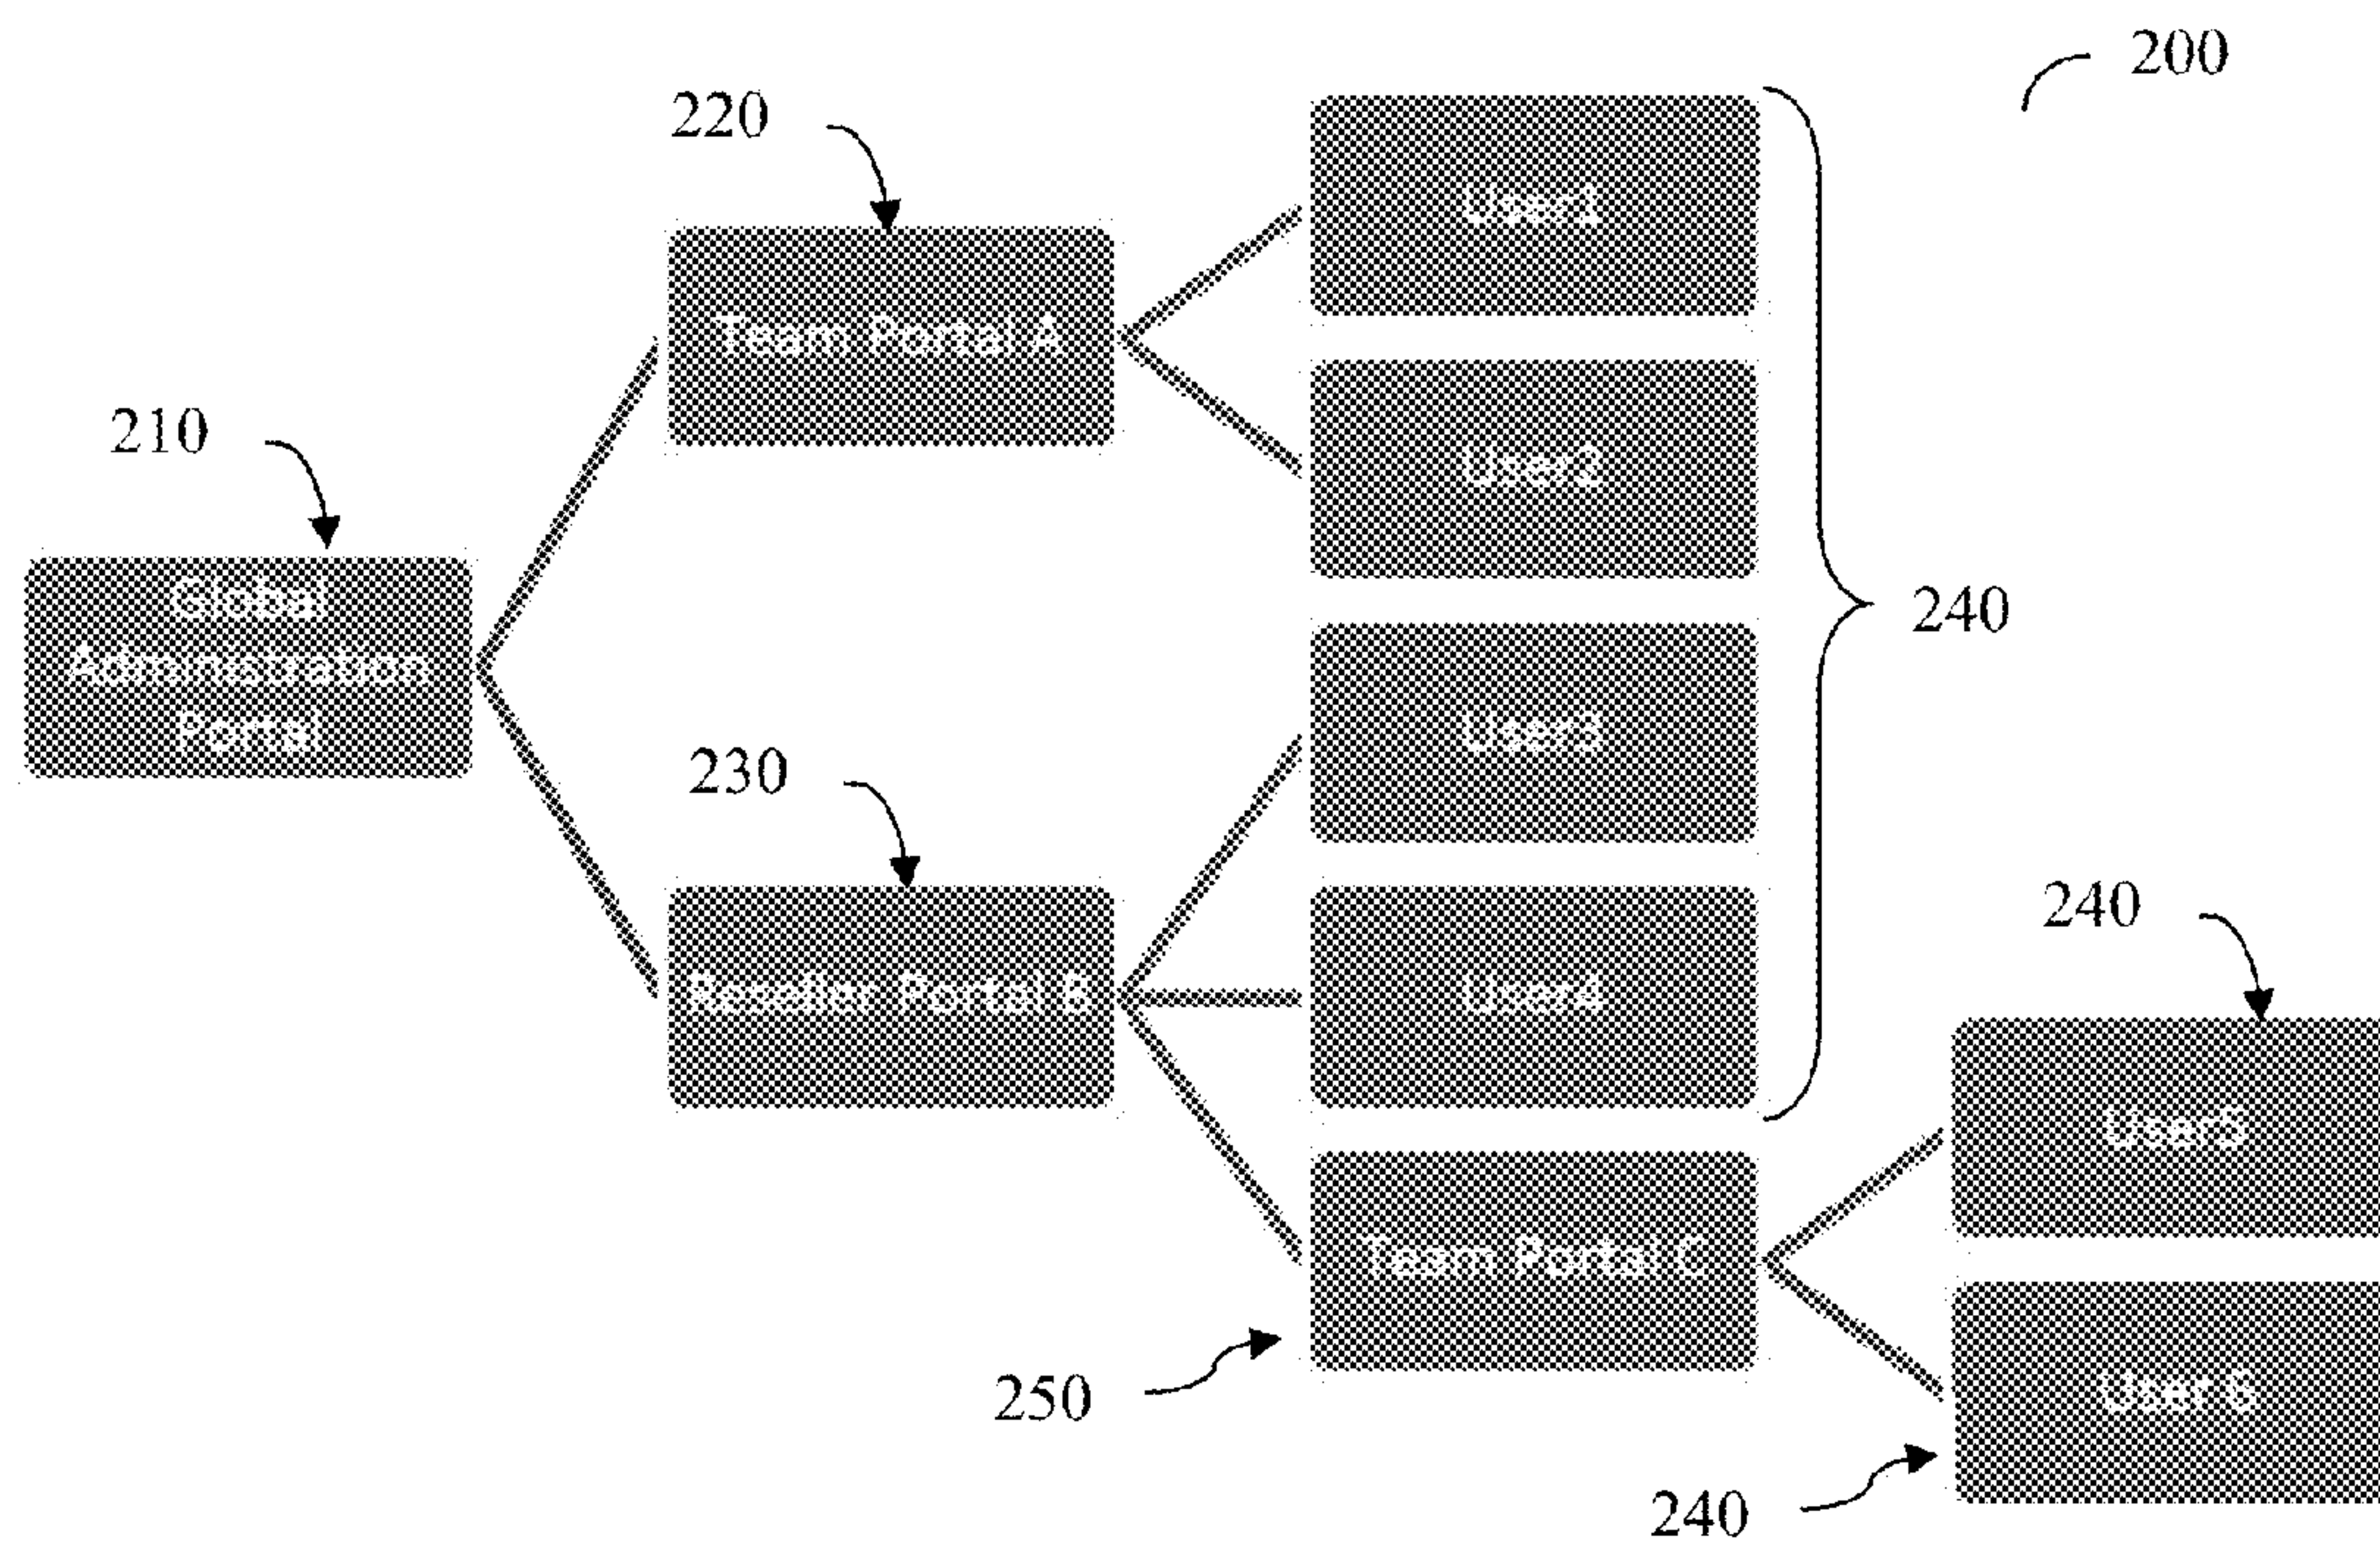 200
220
User1
Team Portal A
210
User2
Global
Administration
Portal
240
User3
230
240
Reseller Portal B
User4
User5
Team Portal C
250
User 6
240